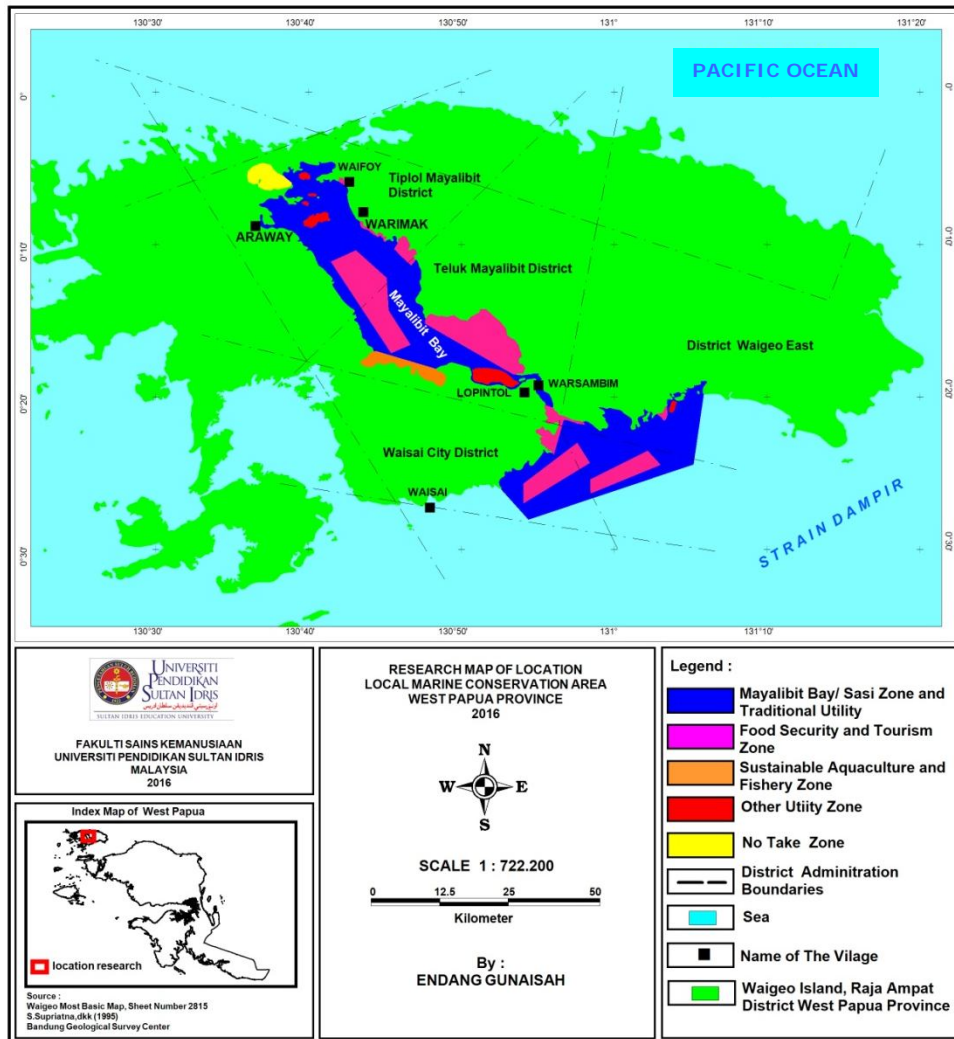 130°30'
130°40'
130°50'
131°
131°10'
131°20'
PACIFIC OCEAN
0°
0°
WAIFOY
Tiplol Mayalibit
District
WARIMAK
ARAWAY
0°10'
0°10'
Teluk Mayalibit District
Mayalibit Bay
District Waigeo East
LOPINTOL
WARSAMBIM
0°20'
0°20'
Waisai City District
WAISAI
STRAIN DAMPIR
0°30'
0°30'
130°30'
130°40'
130°50'
131°
131°10'
UNIVERSITI
PENDIDIKAN
SULTAN IDRIS
SULTAN IDRIS EDUCATION UNIVERSITY
FAKULTI SAINS KEMANUSIAAN
UNIVERSITI PENDIDIKAN SULTAN IDRIS
MALAYSIA
2016
Index Map of West Papua
location research
Source :
Waigeo Most Basic Map, Sheet Number 2815
S.Supriatna,dkk (1995)
Bandung Geological Survey Center
RESEARCH MAP OF LOCATION
LOCAL MARINE CONSERVATION AREA
WEST PAPUA PROVINCE
2016
N
W
E
S
SCALE 1 : 722.200
0
12.5
25
50
Kilometer
By :
ENDANG GUNAISAH
Legend :
Mayalibit Bay/ Sasi Zone and
Traditional Utility
Food Security and Tourism
Zone
Sustainable Aquaculture and
Fishery Zone
Other Utiity Zone
No Take Zone
District Adminitration
Boundaries
Sea
Name of The Vilage
Waigeo Island, Raja Ampat
District West Papua Province